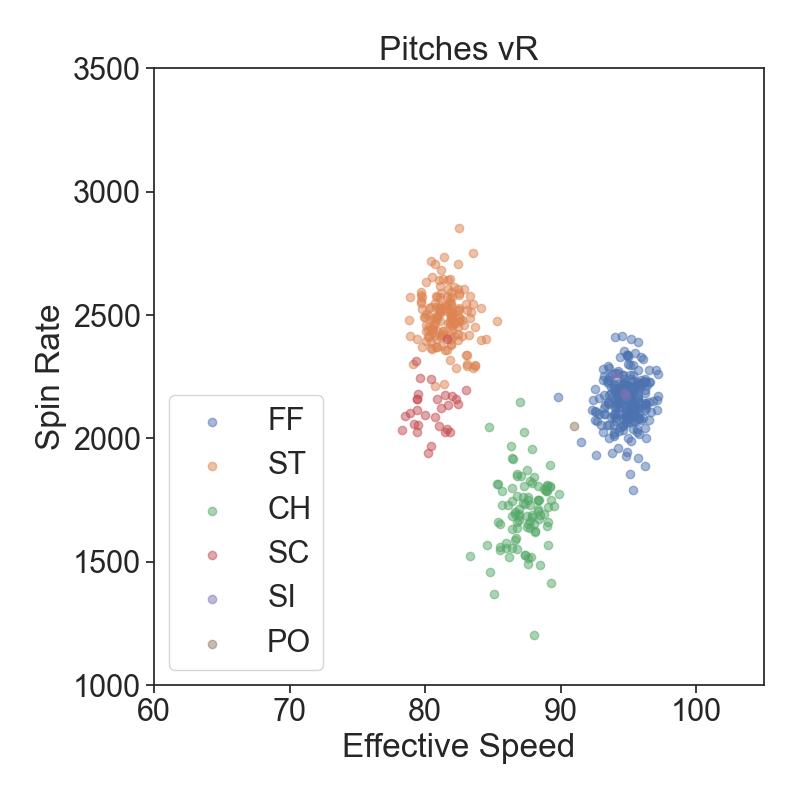 Pitches vR
3500
3000
2500
2000
1500
1000
Spin Rate
FF
ST
CH
SC
SI
PO
60 70 80 90 100
Effective Speed